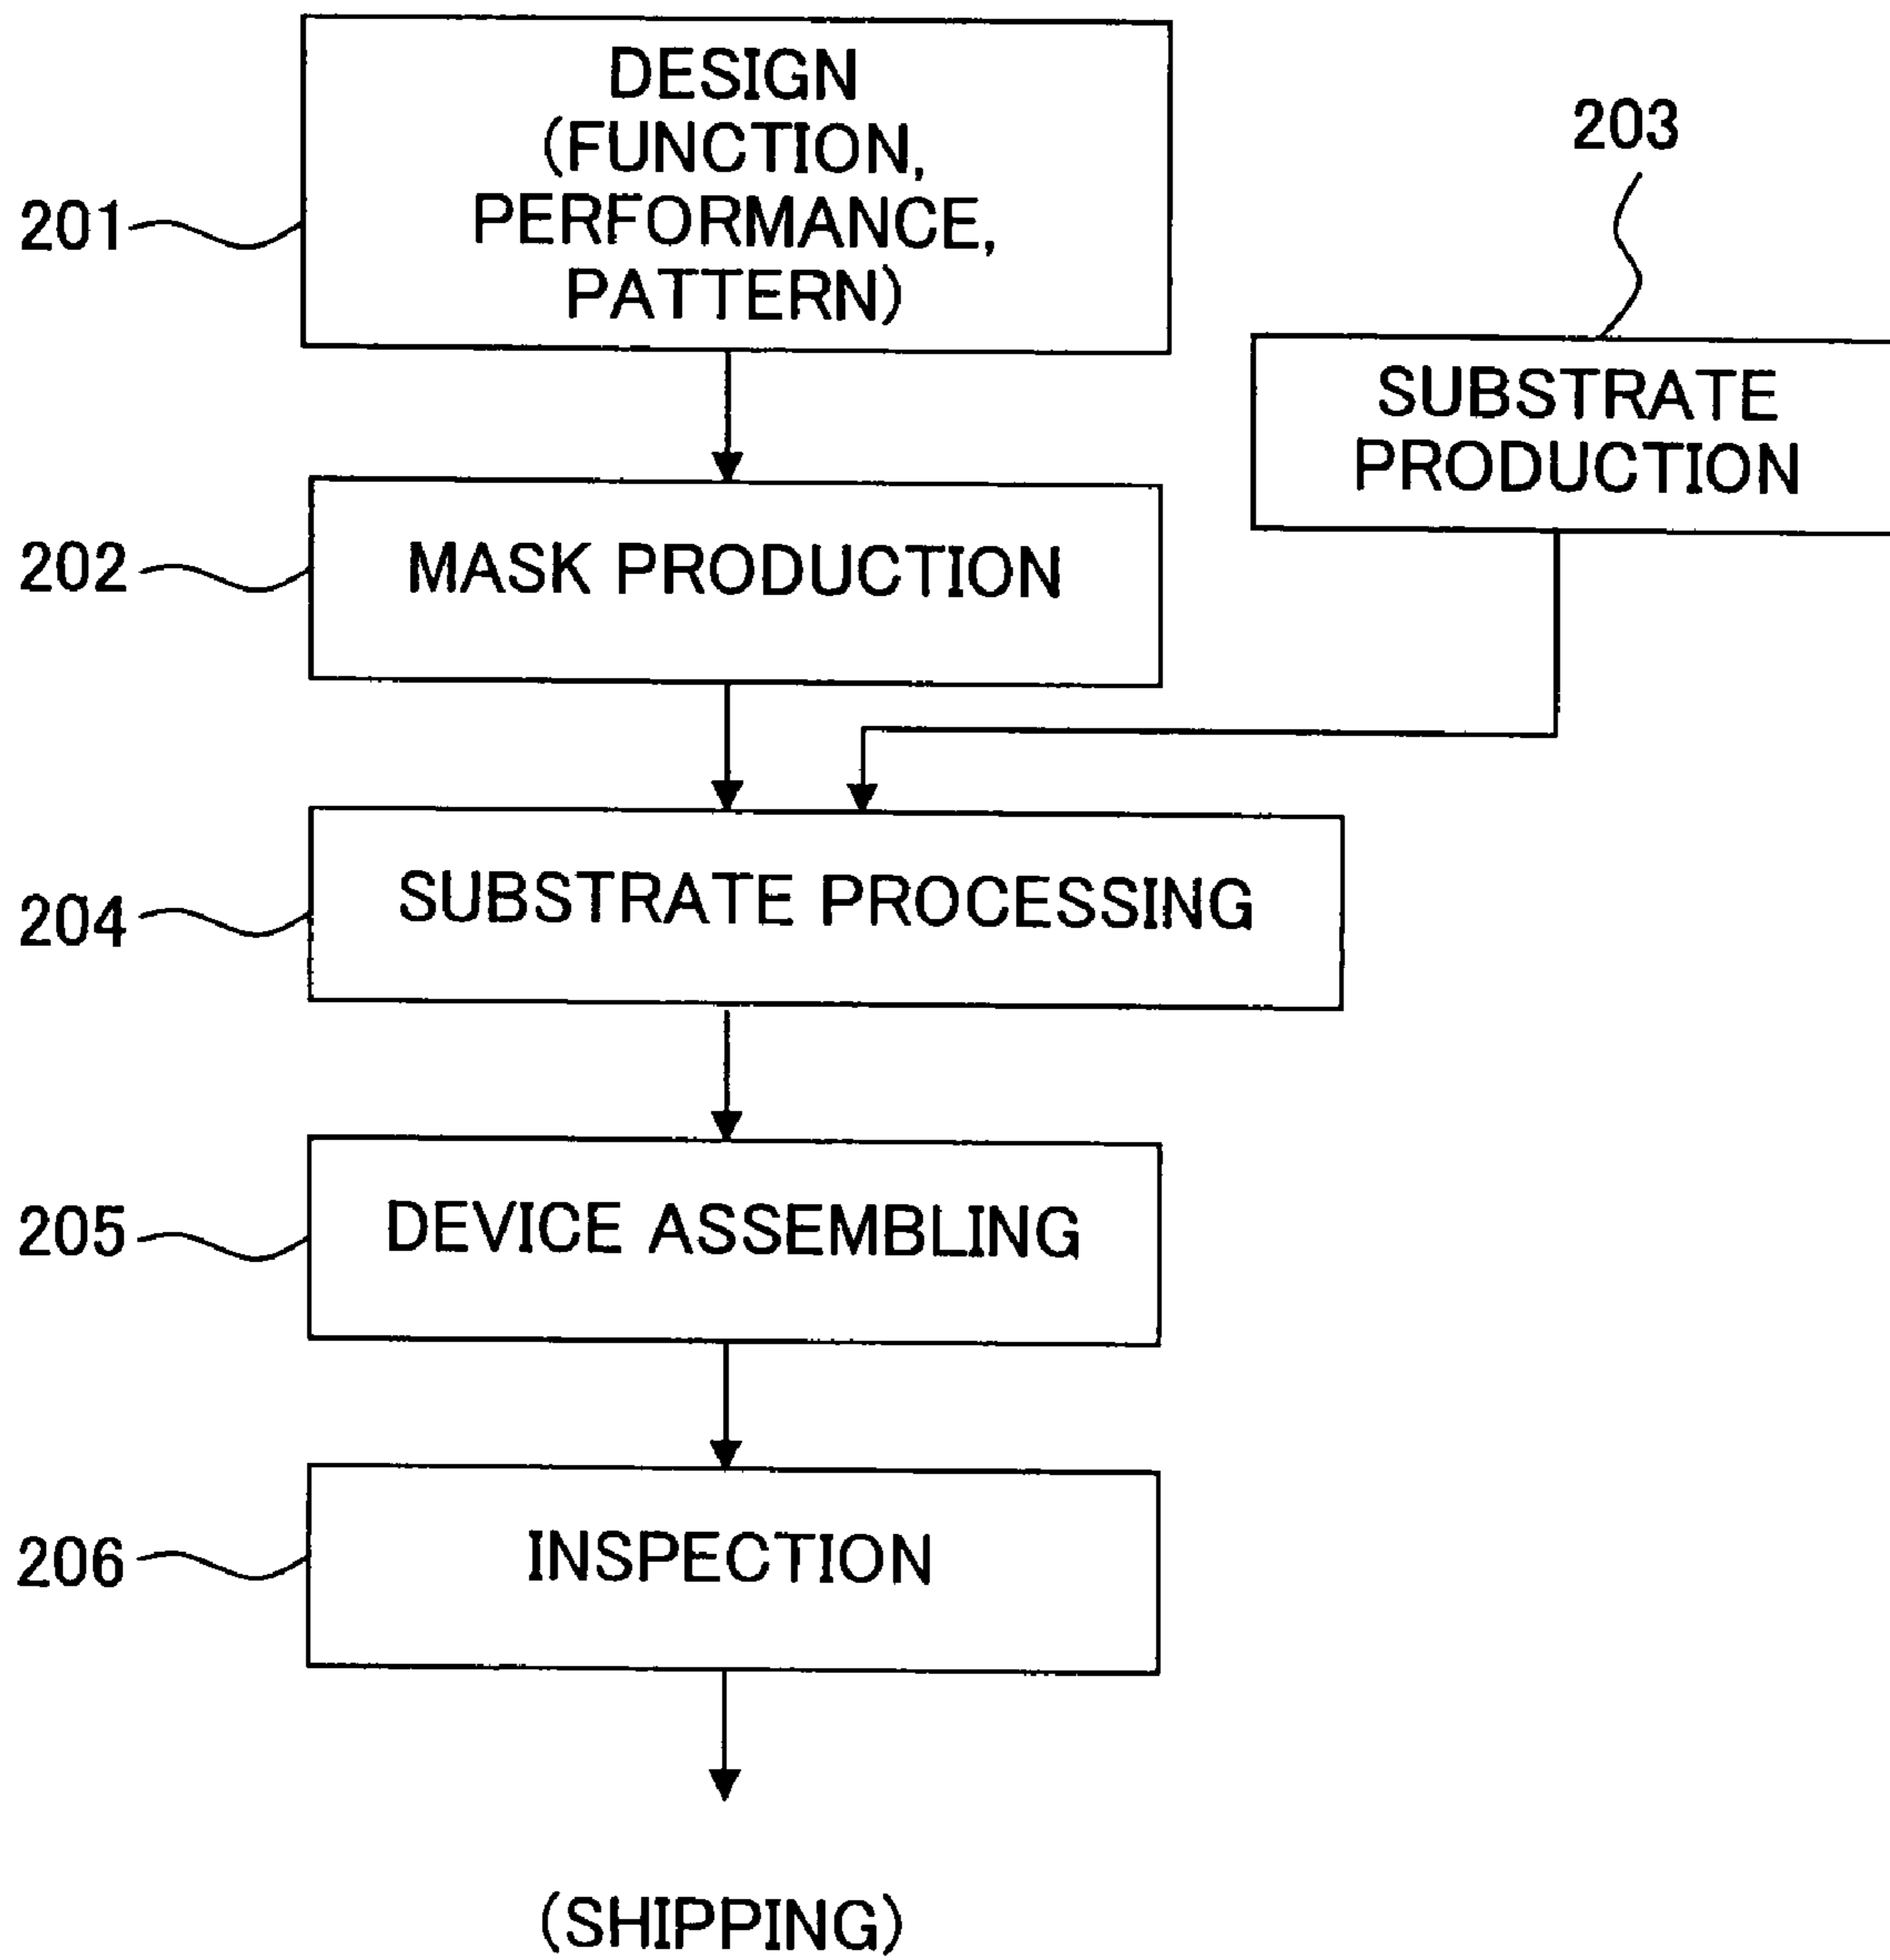 DESIGN
(FUNCTION,
PERFORMANCE,
PATTERN)
201
203
SUBSTRATE
PRODUCTION
202
MASK PRODUCTION
204
SUBSTRATE PROCESSING
205
DEVICE ASSEMBLING
206
INSPECTION
(SHIPPING)